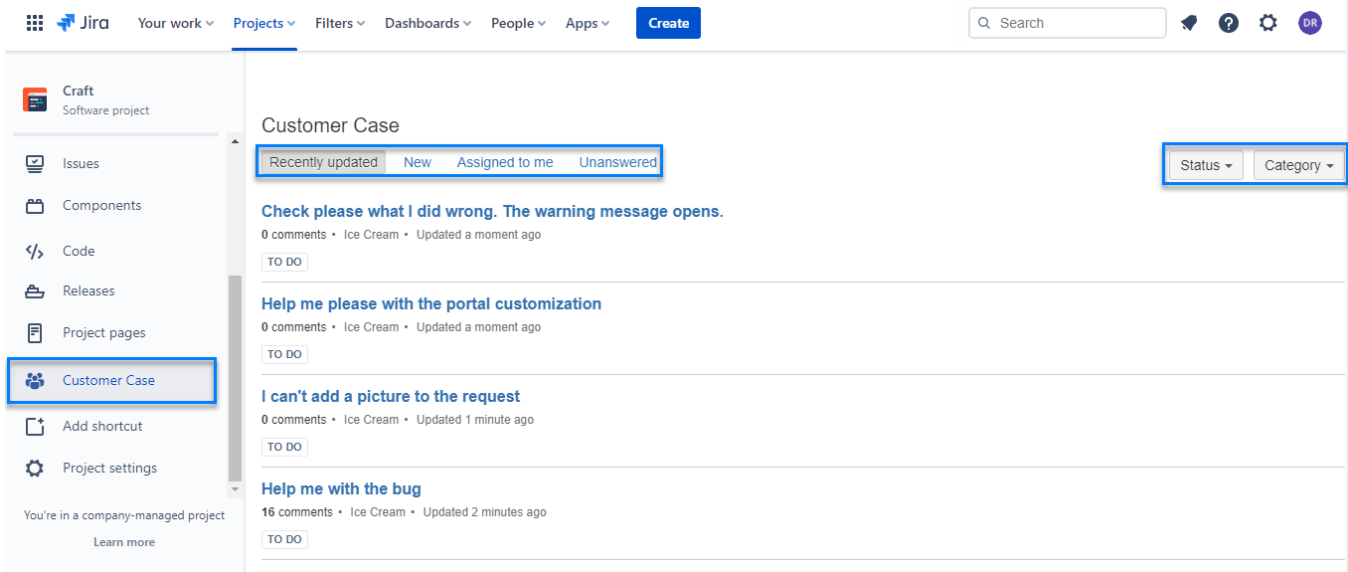 Jira Your work Projects Filters Dashboards People Apps Create Search DR
Craft
Software project
Issues
Components
Code
Releases
Project pages
Customer Case
Add shortcut
Project settings
You're in a company-managed project
Learn more
Customer Case
Recently updated New Assigned to me Unanswered Status Category
Check please what I did wrong. The warning message opens.
0 comments • Ice Cream • Updated a moment ago
TO DO
Help me please with the portal customization
0 comments • Ice Cream • Updated a moment ago
TO DO
I can't add a picture to the request
0 comments • Ice Cream • Updated 1 minute ago
TO DO
Help me with the bug
16 comments • Ice Cream • Updated 2 minutes ago
TO DO